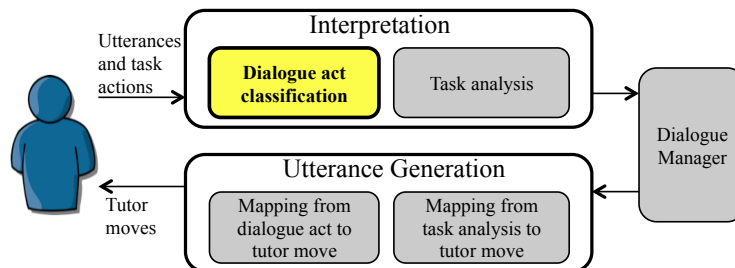 Interpretation
Utterances
and task
actions
Dialogue act
classification
Task analysis
Dialogue
Manager
Utterance Generation
Mapping from
dialogue act to
tutor move
Mapping from
task analysis to
tutor move
Tutor
moves